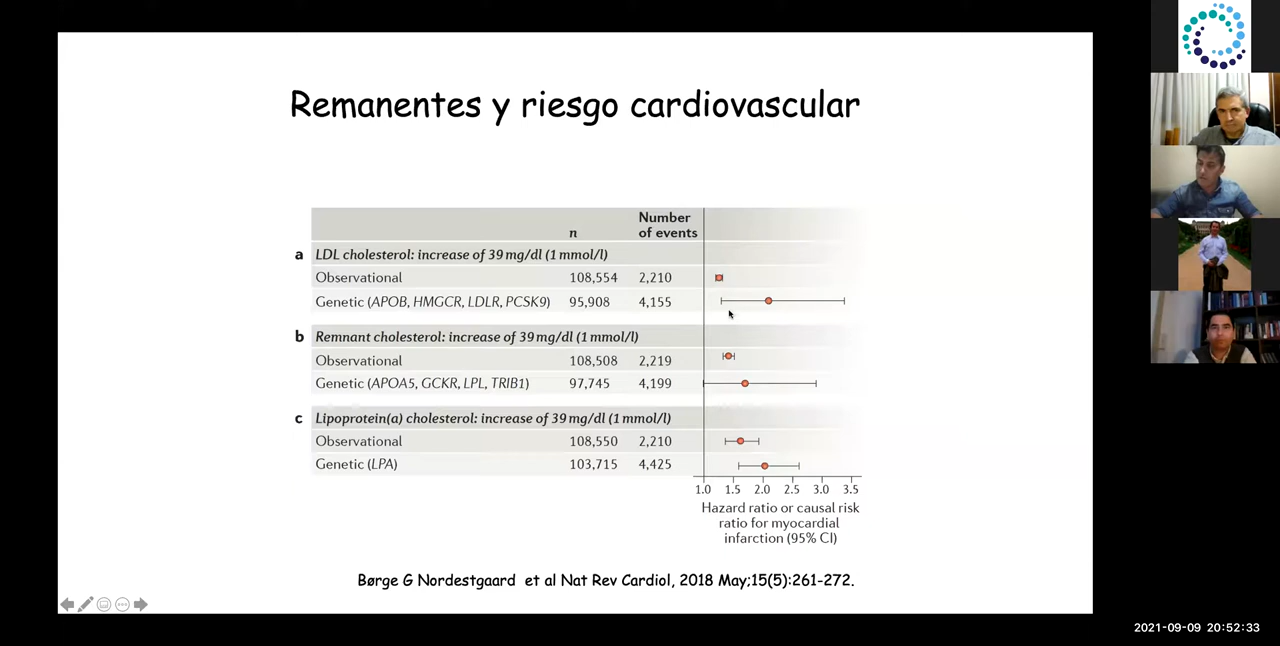 Remanentes y riesgo cardiovascular
n
Number
of events
a LDL cholesterol: increase of 39 mg/dl (1 mmol/l)
Observational 108,554 2,210
Genetic (APOB, HMGCR, LDLR, PCSK9) 95,908 4,155
b Remnant cholesterol: increase of 39 mg/dl (1 mmol/l)
Observational 108,508 2,219
Genetic (APOA5, GCKR, LPL, TRIB1) 97,745 4,199
c Lipoprotein(a) cholesterol: increase of 39 mg/dl (1 mmol/l)
Observational 108,550 2,210
Genetic (LPA) 103,715 4,425
1.0 1.5 2.0 2.5 3.0 3.5
Hazard ratio or causal risk
ratio for myocardial
infarction (95% CI)
Børge G Nordestgaard et al Nat Rev Cardiol, 2018 May;15(5):261-272.
2021-09-09 20:52:33